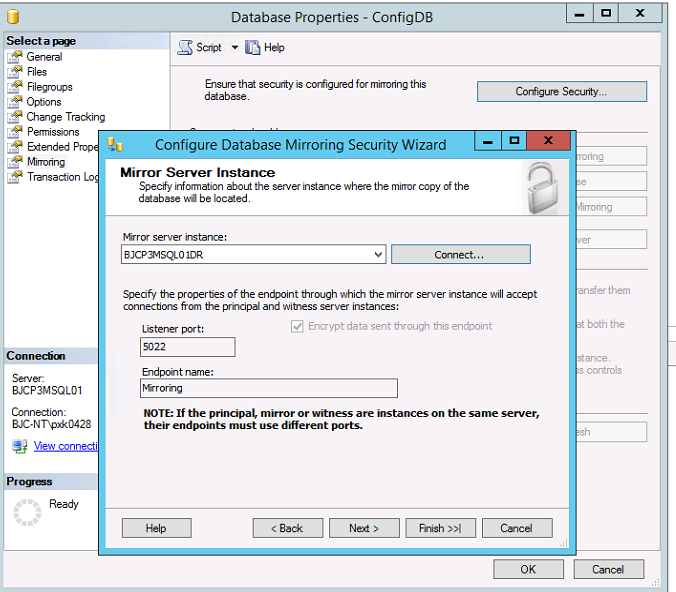 Database Properties - ConfigDB
Select a page
General
Files
Filegroups
Options
Change Tracking
Permissions
Extended Prope
Mirroring
Transaction Log
Script
Help
Ensure that security is configured for mirroring this
database.
Configure Security...
Configure Database Mirroring Security Wizard
Mirror Server Instance
Specify information about the server instance where the mirror copy of the
database will be located.
Mirror server instance:
BJCP3MSQL01DR
Connect...
Specify the properties of the endpoint through which the mirror server instance will accept
connections from the principal and witness server instances:
Listener port:
Encrypt data sent through this endpoint
5022
Endpoint name:
Mirroring
NOTE: If the principal, mirror or witness are instances on the same server,
their endpoints must use different ports.
Help
< Back
Next >
Finish >>|
Cancel
Mirroring
ransfer them
at both the
stance.
s controls
Connection
Server:
BJCP3MSQL01
Connection:
BJC-NT\pxk0428
View connecti
Progress
Ready
OK
Cancel